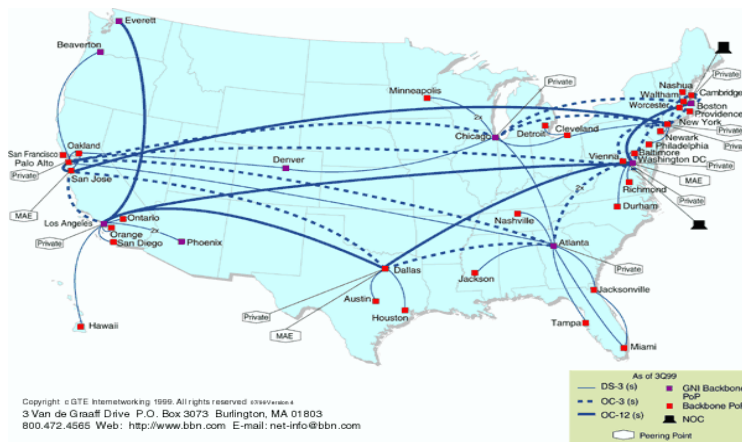 Everett
Beaverton
Private
Minneapolis
Nashua
Waltham
Cambridge
Private
Worcester
Boston
Providence
2x
Chicago
Detroit
Cleveland
New York
Private
Newark
Private
Philadelphia
San Francisco
Oakland
Palo Alto
Private
San Jose
Denver
Vienna
Baltimore
Washington DC
Private
MAE
MAE
Richmond
Private
Durham
Los Angeles
Ontario
Orange
2x
San Diego
Phoenix
Private
Nashville
Atlanta
Dallas
Jackson
Private
Austin
Houston
Jacksonville
Private
MAE
Hawaii
Tampa
Miami
As of 3Q99
DS-3 (s)
GNI Backbone
PoP
OC-3 (s)
Backbone PoP
OC-12 (s)
NOC
Peering Point
Copyright c GTE Internetworking 1999. All rights reserved
3 Van de Graaff Drive P.O. Box 3073 Burlington, MA 01803
800.472.4565 Web: http://www.bbn.com E-mail: net-info@bbn.com